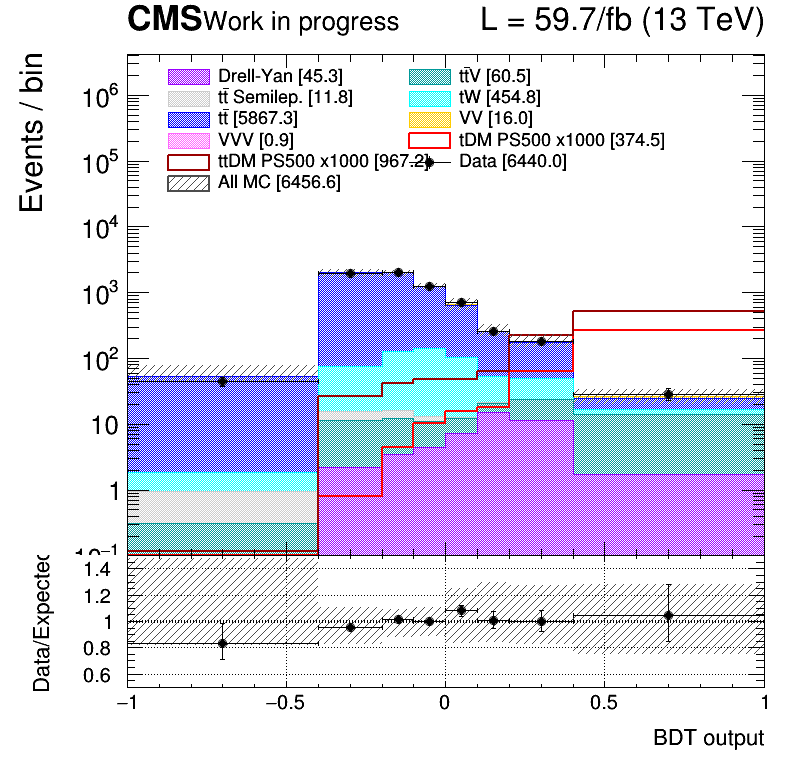 CMS Work in progress L = 59.7/fb (13 TeV)
Events / bin
Drell-Yan [45.3] tt̄V [60.5]
tt̄ Semilep. [11.8] tW [454.8]
tt̄ [5867.3] VV [16.0]
VVV [0.9] tDM PS500 x1000 [374.5]
ttDM PS500 x1000 [967.2] Data [6440.0]
All MC [6456.6]
10⁶
10⁵
10⁴
10³
10²
10
1
10⁻¹
Data/Expected
1.4
1.2
1
0.8
0.6
−1 −0.5 0 0.5 1
BDT output